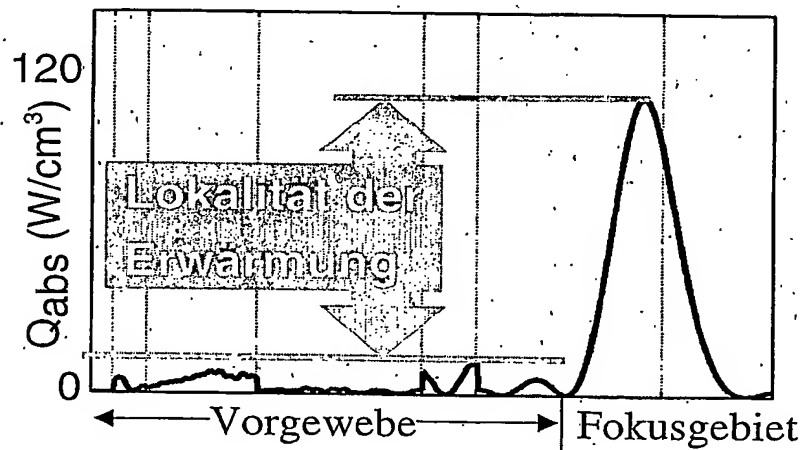 120
Qabs (W/cm³)
Lokalität der
Erwärmung
0
Vorgewebe
Fokusgebiet